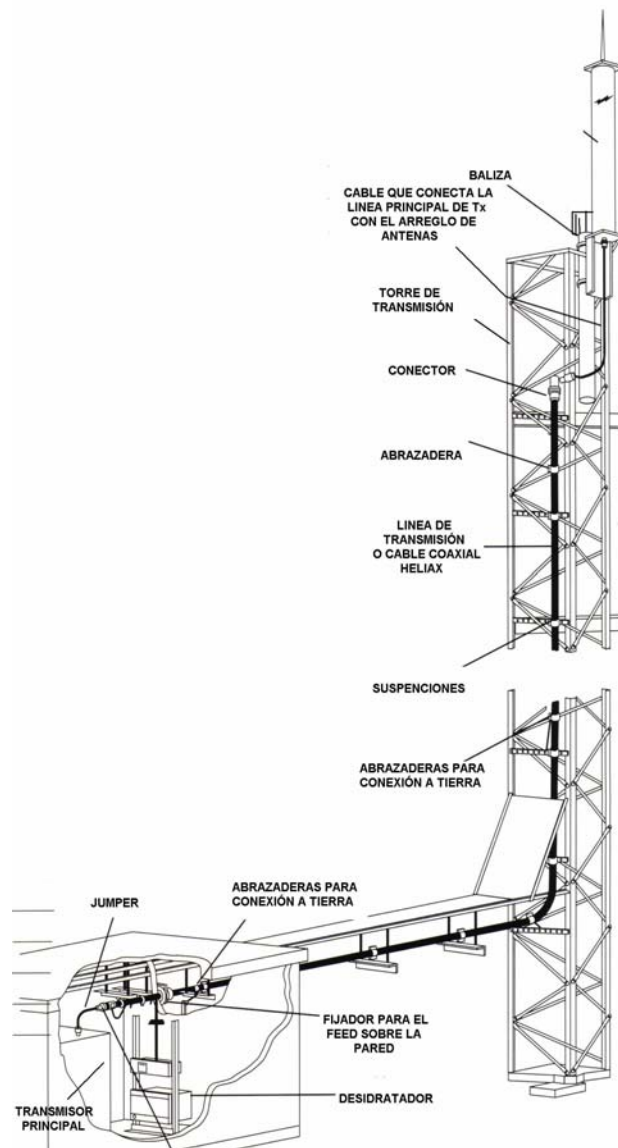 BALIZA
CABLE QUE CONECTA LA
LINEA PRINCIPAL DE Tx
CON EL ARREGLO DE
ANTENAS
TORRE DE
TRANSMISIÓN
CONECTOR
ABRAZADERA
LINEA DE
TRANSMISIÓN
O CABLE COAXIAL
HELIAX
SUSPENCIONES
ABRAZADERAS PARA
CONEXIÓN A TIERRA
ABRAZADERAS PARA
CONEXIÓN A TIERRA
JUMPER
FIJADOR PARA EL
FEED SOBRE LA
PARED
DESIDRATADOR
TRANSMISOR
PRINCIPAL